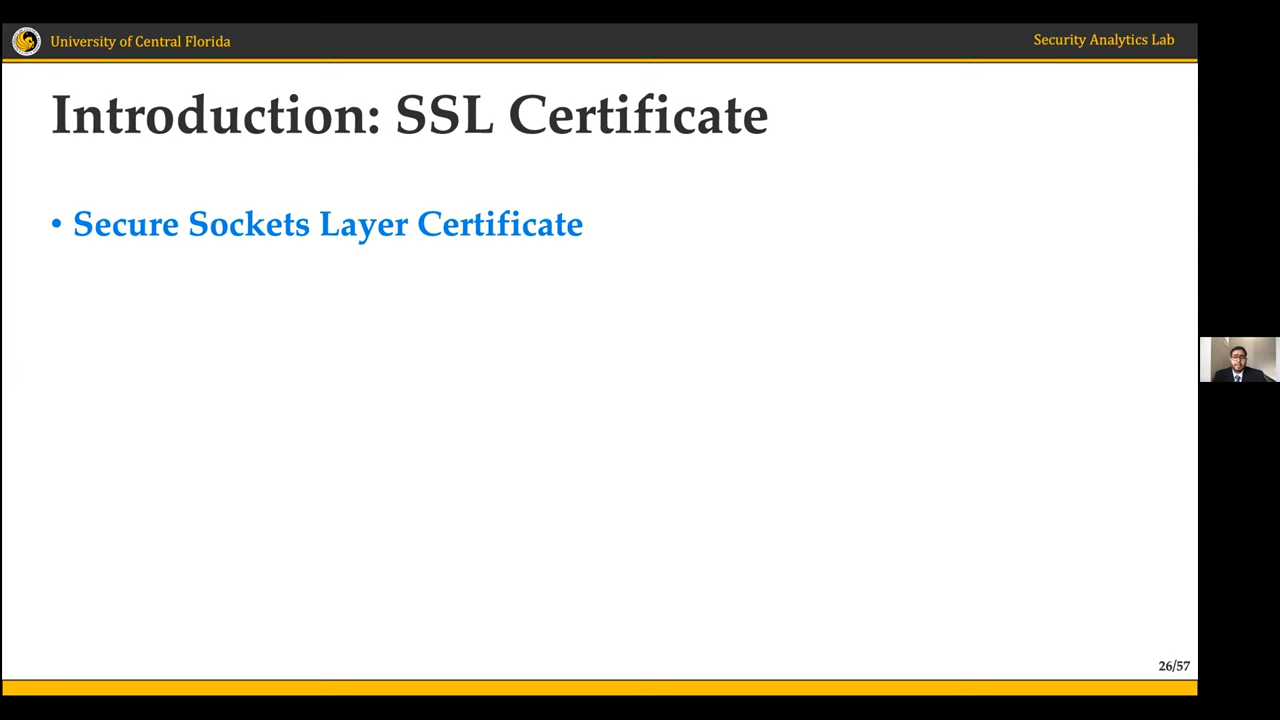 University of Central Florida
Security Analytics Lab
Introduction: SSL Certificate
• Secure Sockets Layer Certificate
26/57